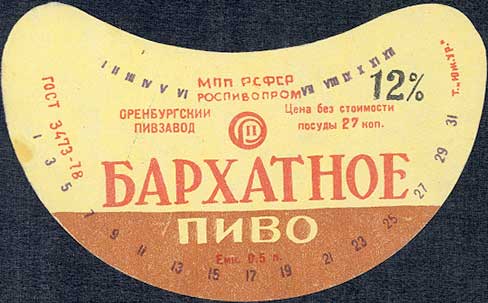 I II III IV V VI VII VIII IX X XI XII
МПП РСФСР
РОСПИВОПРОМ
12%
ГОСТ 3473-78
ОРЕНБУРГСКИЙ
ПИВЗАВОД
Цена без стоимости
посуды 27 коп.
БАРХАТНОЕ
ПИВО
Емк. 0.5 л.
1 3 5 7 9 11 13 15 17 19 21 23 25 27 29 31